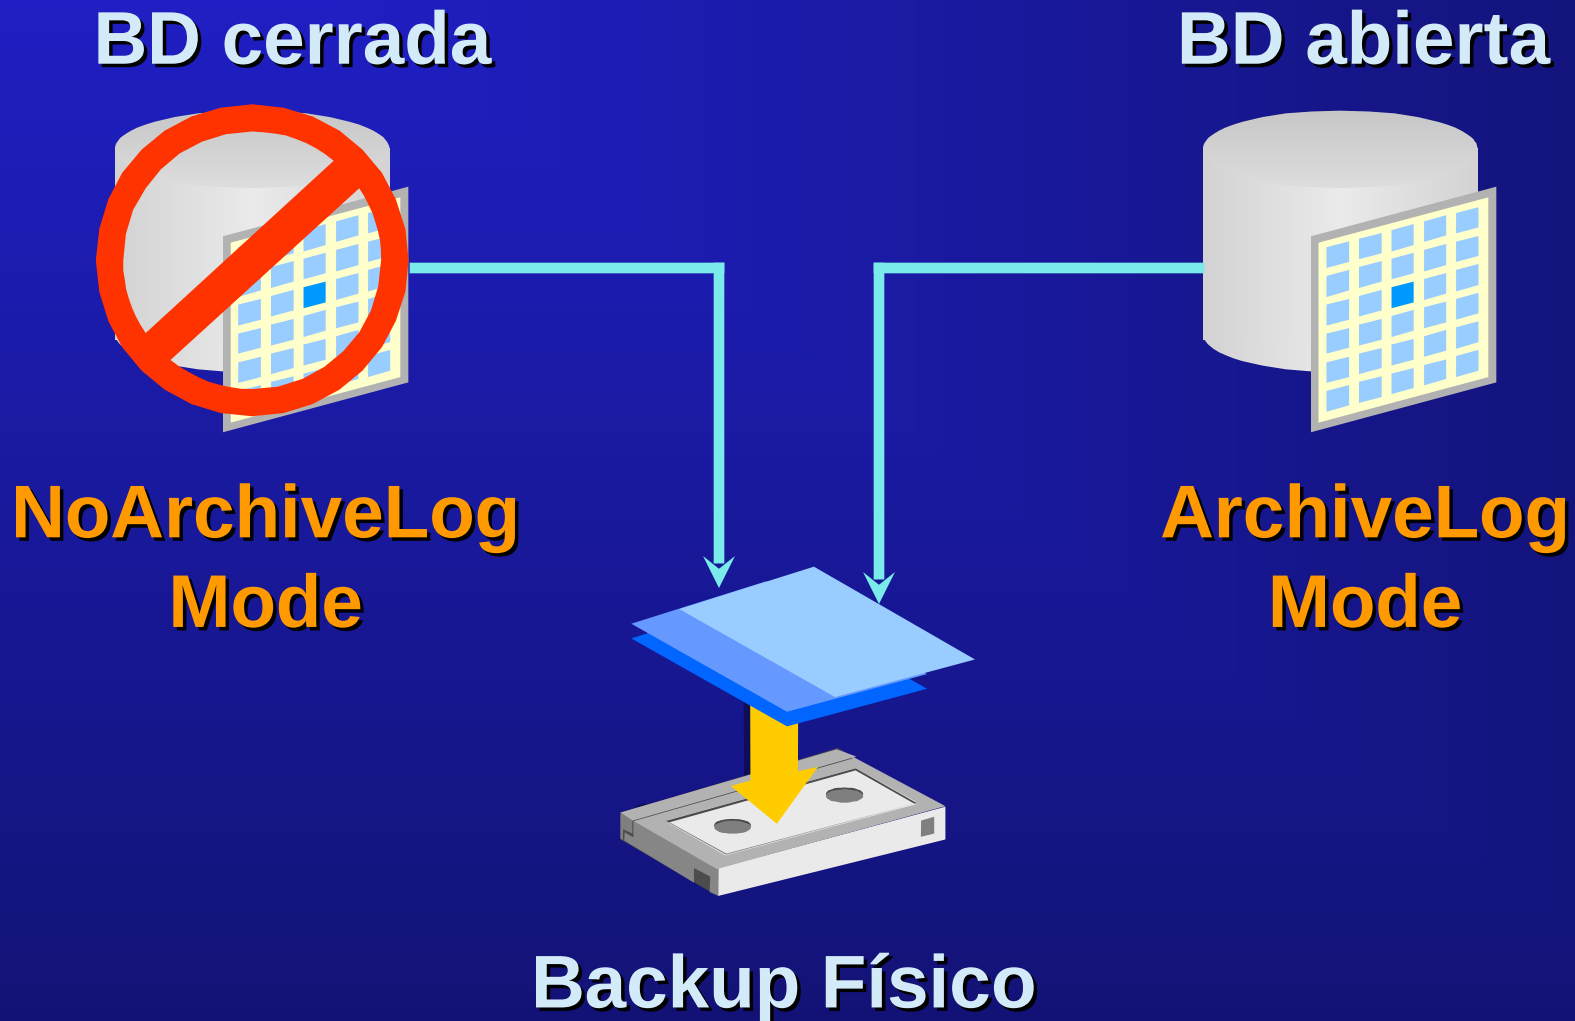 BD cerrada
BD abierta
NoArchiveLog
Mode
ArchiveLog
Mode
Backup Físico